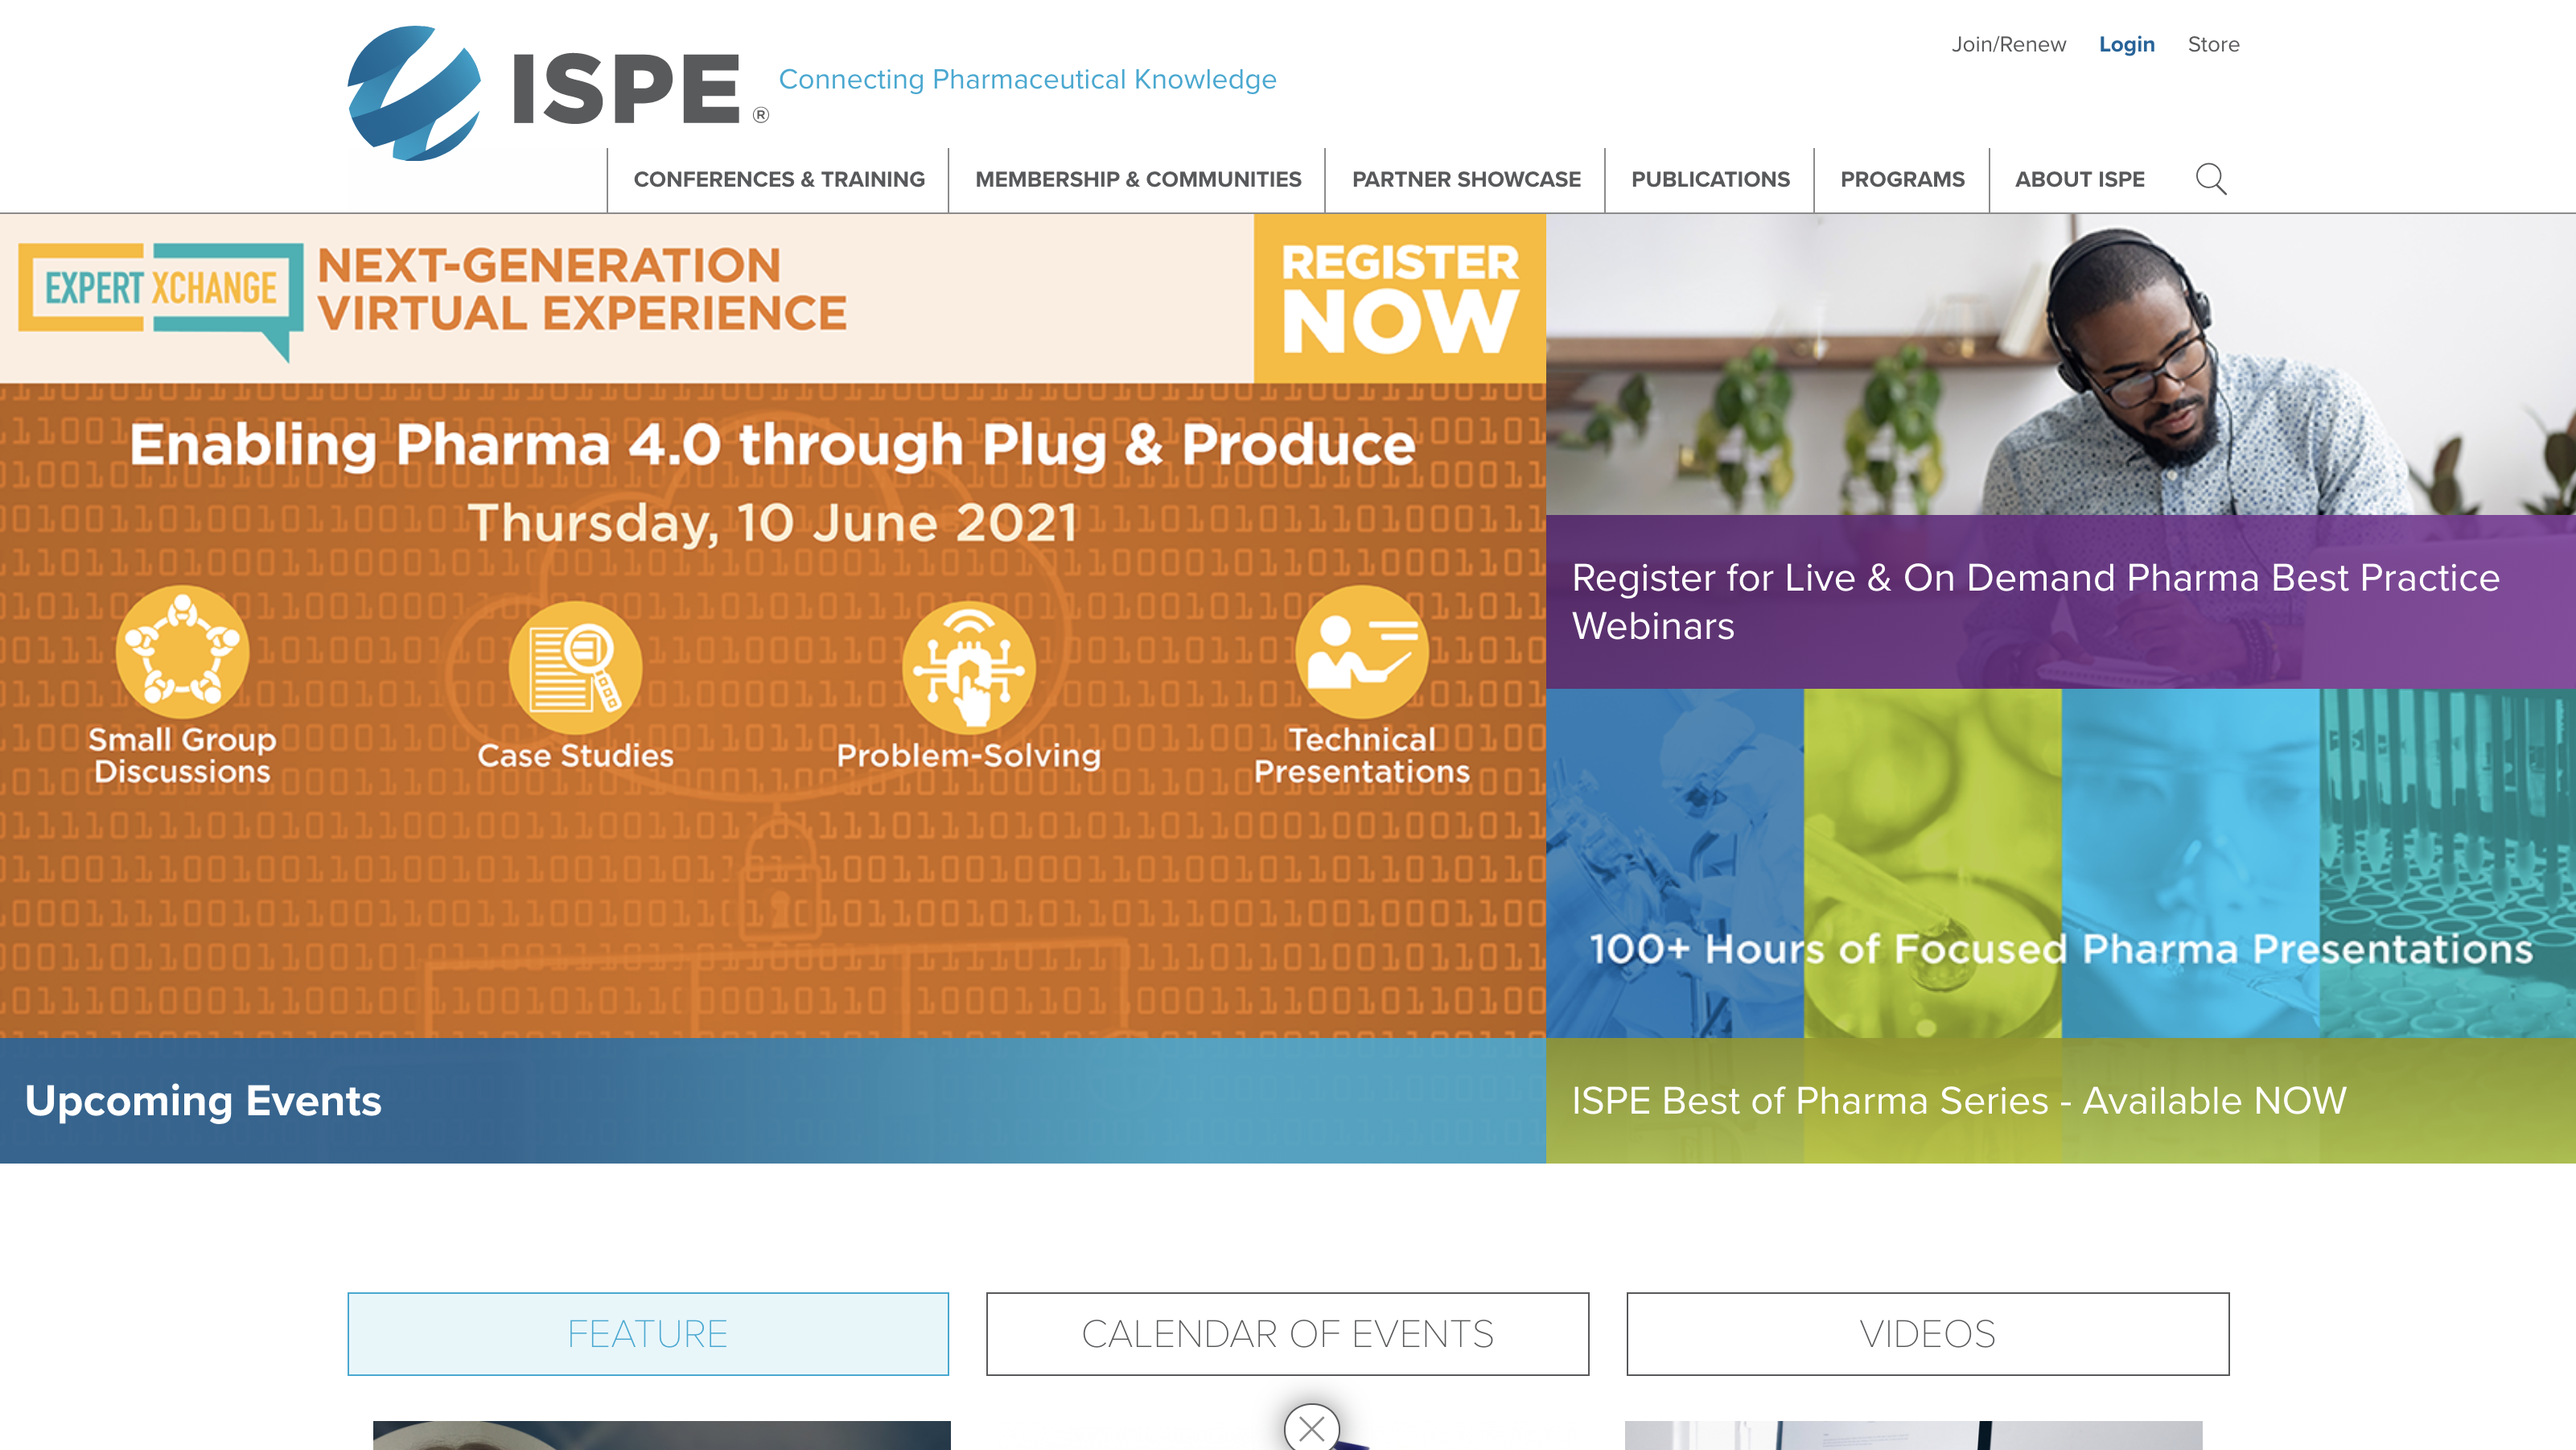 Join/Renew Login Store
ISPE® Connecting Pharmaceutical Knowledge
CONFERENCES & TRAINING MEMBERSHIP & COMMUNITIES PARTNER SHOWCASE PUBLICATIONS PROGRAMS ABOUT ISPE
EXPERT XCHANGE
NEXT-GENERATION
VIRTUAL EXPERIENCE
REGISTER
NOW
Enabling Pharma 4.0 through Plug & Produce
Thursday, 10 June 2021
Small Group
Discussions
Case Studies
Problem-Solving
Technical
Presentations
Upcoming Events
Register for Live & On Demand Pharma Best Practice
Webinars
100+ Hours of Focused Pharma Presentations
ISPE Best of Pharma Series - Available NOW
FEATURE
CALENDAR OF EVENTS
VIDEOS